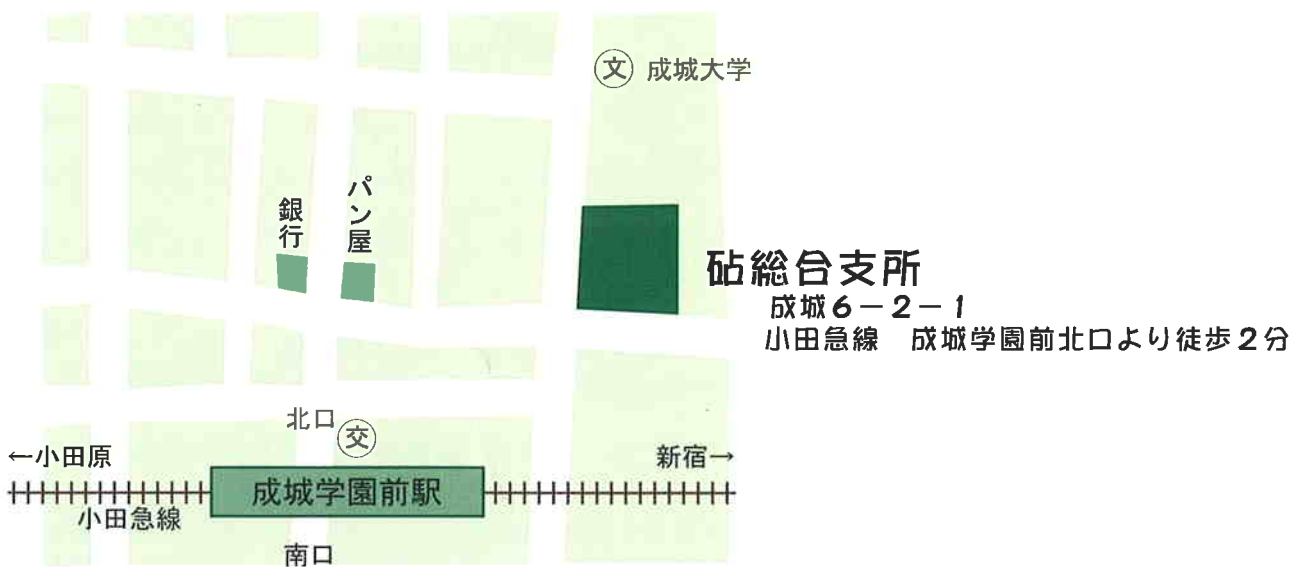 文 成城大学
パン屋
銀行
砧総合支所
成城6－2－1
小田急線　成城学園前北口より徒歩2分
北口
交
←小田原
新宿→
成城学園前駅
小田急線
南口